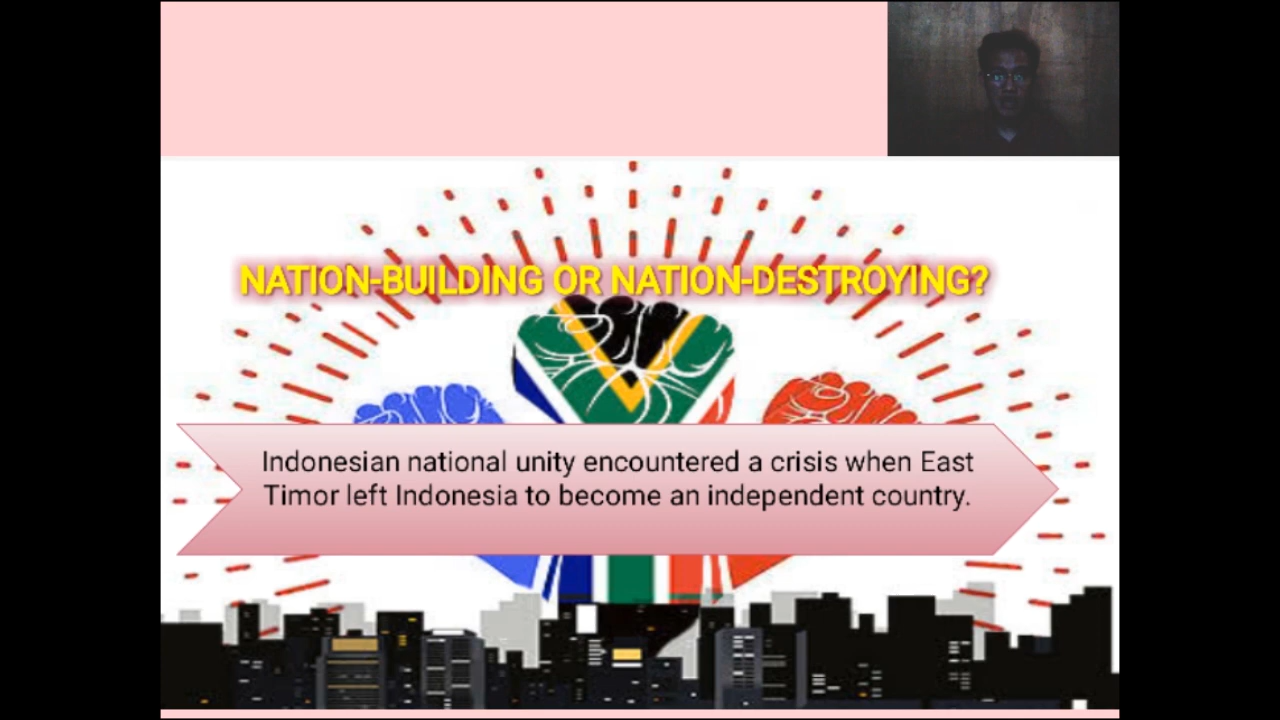 NATION-BUILDING OR NATION-DESTROYING?
Indonesian national unity encountered a crisis when East
Timor left Indonesia to become an independent country.